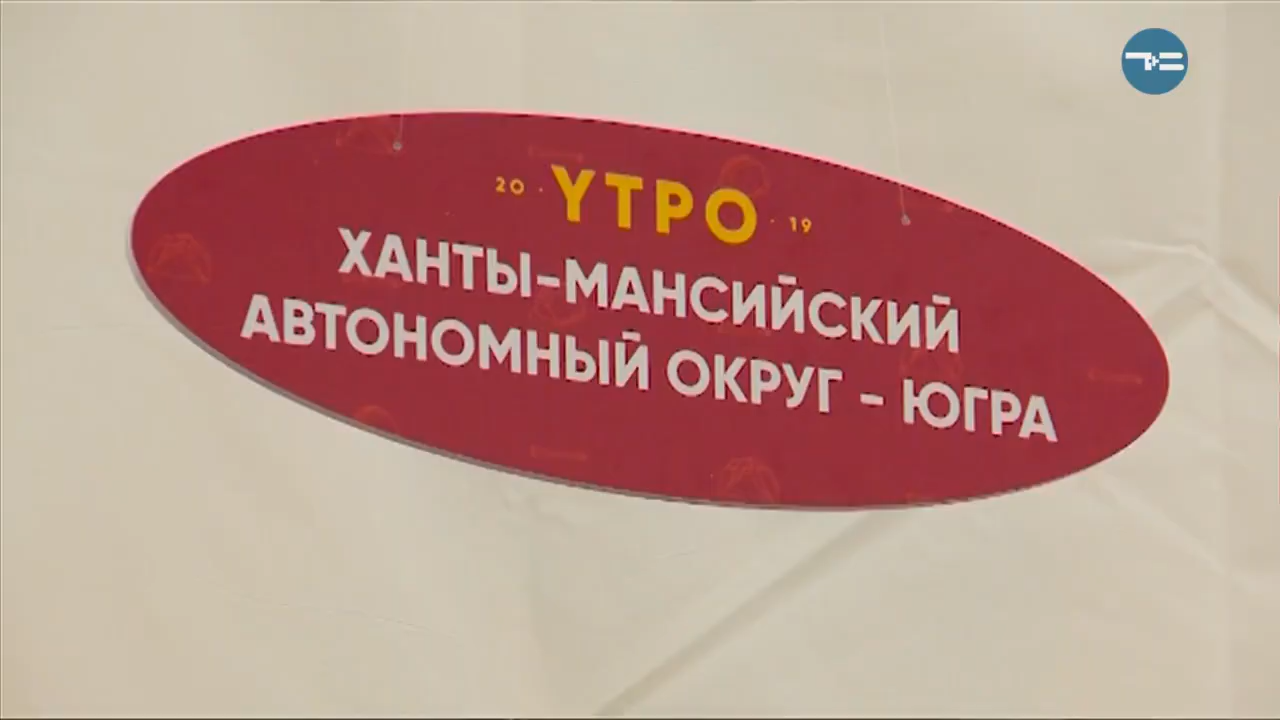 20 · УТРО · 19
ХАНТЫ-МАНСИЙСКИЙ
АВТОНОМНЫЙ ОКРУГ - ЮГРА